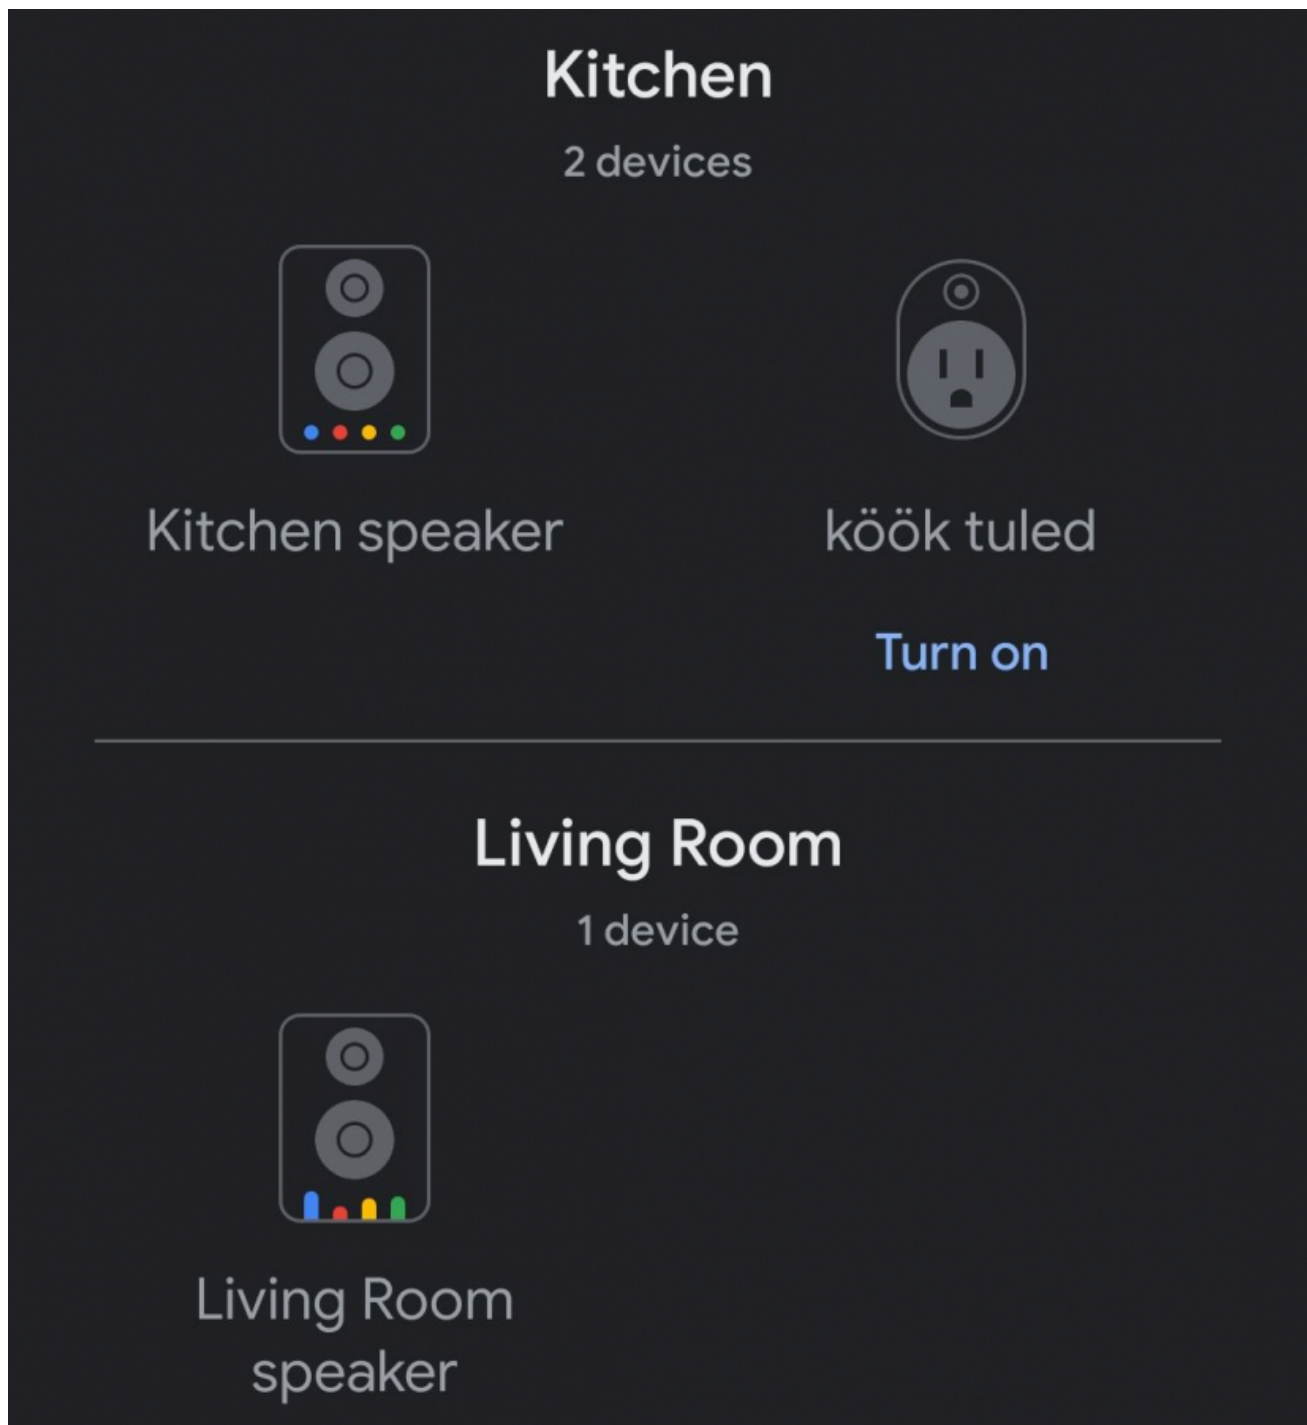 Kitchen
2 devices
Kitchen speaker
köök tuled
Turn on
Living Room
1 device
Living Room
speaker